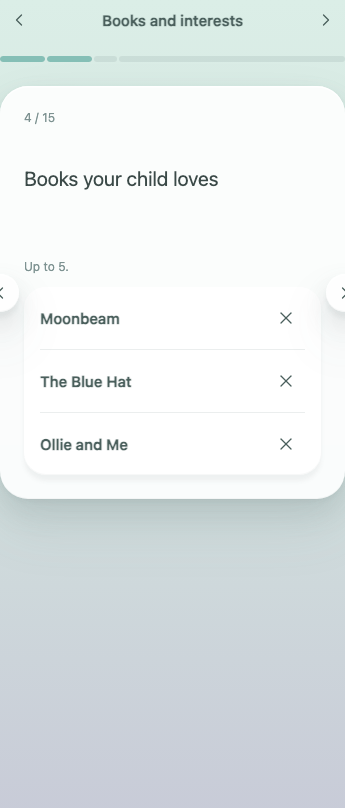 Books and interests
4 / 15
Books your child loves
Up to 5.
Moonbeam
The Blue Hat
Ollie and Me